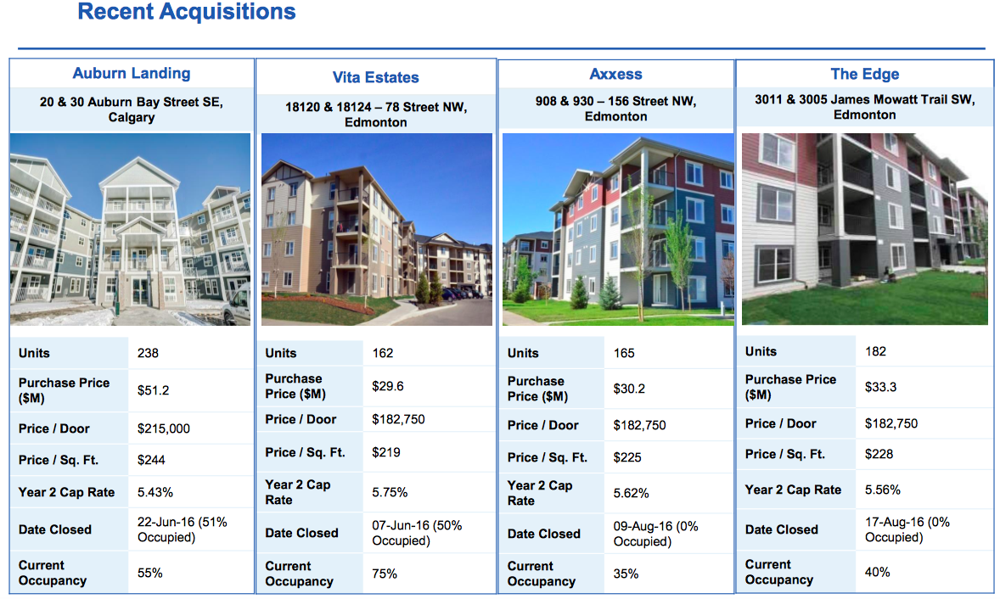 Recent Acquisitions
Auburn Landing
20 & 30 Auburn Bay Street SE,
Calgary
Units 238
Purchase Price
($M) $51.2
Price / Door $215,000
Price / Sq. Ft. $244
Year 2 Cap Rate 5.43%
Date Closed 22-Jun-16 (51%
Occupied)
Current
Occupancy 55%
Vita Estates
18120 & 18124 – 78 Street NW,
Edmonton
Units 162
Purchase
Price ($M) $29.6
Price / Door $182,750
Price / Sq. Ft. $219
Year 2 Cap
Rate 5.75%
Date Closed 07-Jun-16 (50%
Occupied)
Current
Occupancy 75%
Axxess
908 & 930 – 156 Street NW,
Edmonton
Units 165
Purchase
Price ($M) $30.2
Price / Door $182,750
Price / Sq. Ft. $225
Year 2 Cap
Rate 5.62%
Date Closed 09-Aug-16 (0%
Occupied)
Current
Occupancy 35%
The Edge
3011 & 3005 James Mowatt Trail SW,
Edmonton
Units 182
Purchase Price
($M) $33.3
Price / Door $182,750
Price / Sq. Ft. $228
Year 2 Cap Rate 5.56%
Date Closed 17-Aug-16 (0%
Occupied)
Current
Occupancy 40%